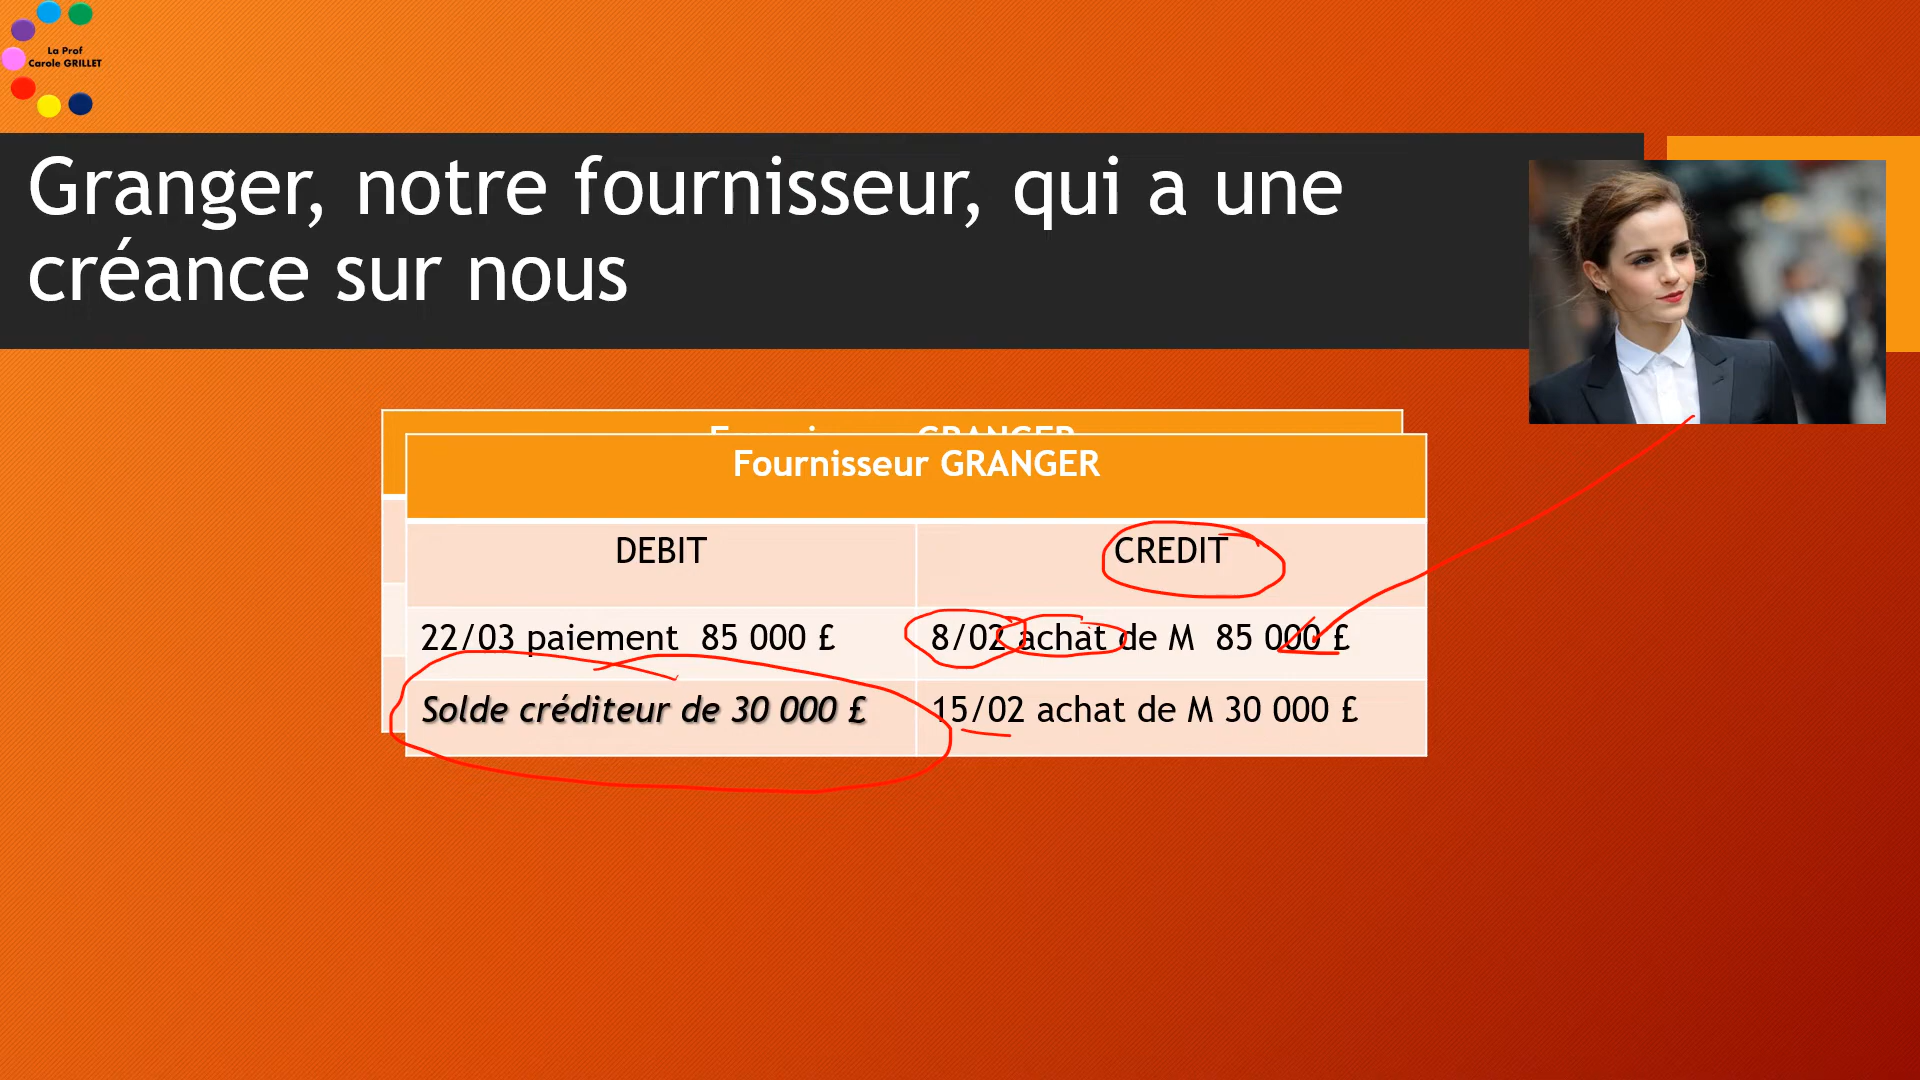 La Prof
Carole GRILLET
Granger, notre fournisseur, qui a une
créance sur nous
Fournisseur GRANGER
Fournisseur GRANGER
DEBIT CREDIT
22/03 paiement 85 000 £ 8/02 achat de M 85 000 £
Solde créditeur de 30 000 £ 15/02 achat de M 30 000 £